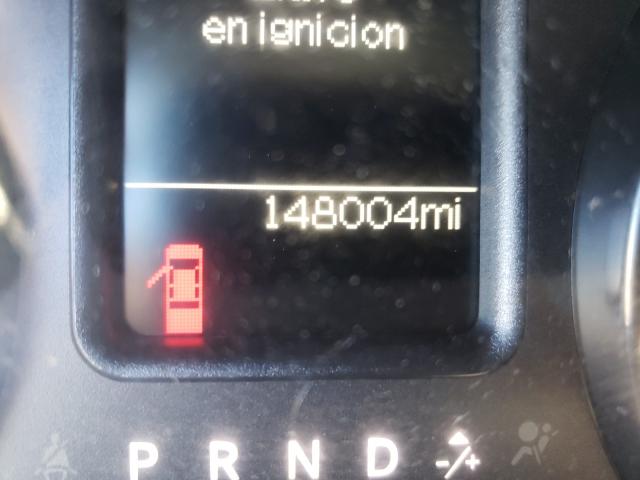 en ignicion
148004mi
P R N D -/+